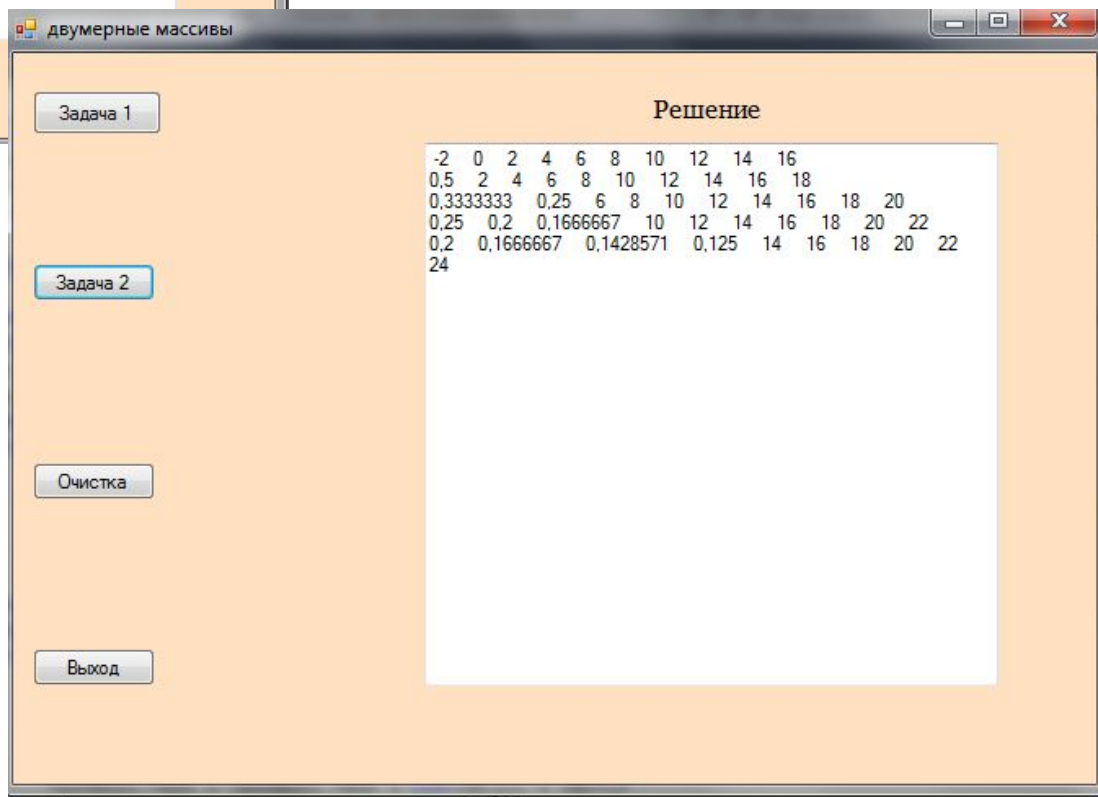 двумерные массивы
Задача 1
Решение
-2 0 2 4 6 8 10 12 14 16
0,5 2 4 6 8 10 12 14 16 18
0,3333333 0,25 6 8 10 12 14 16 18 20
0,25 0,2 0,1666667 10 12 14 16 18 20 22
0,2 0,1666667 0,1428571 0,125 14 16 18 20 22
24
Задача 2
Очистка
Выход